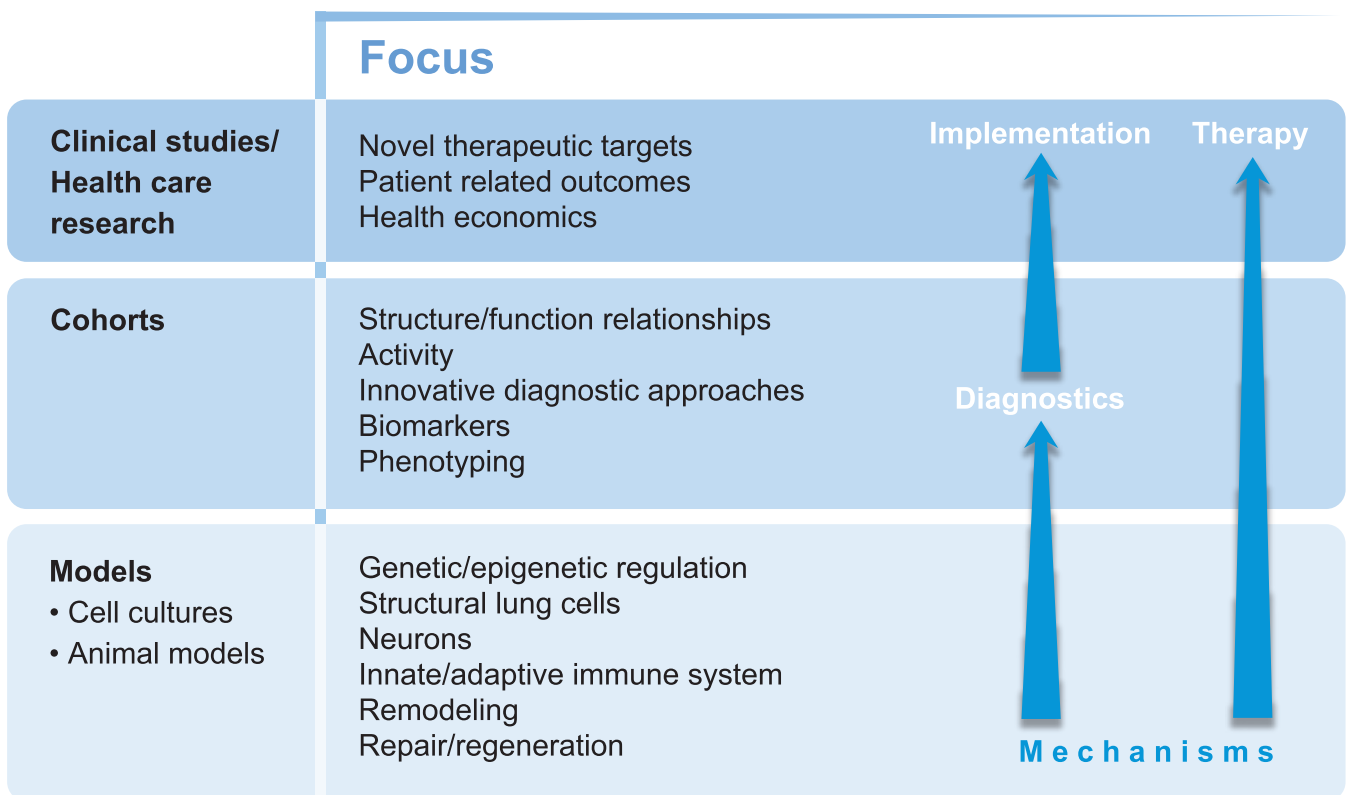 Focus
Clinical studies/
Health care
research
Novel therapeutic targets
Patient related outcomes
Health economics
Implementation
Therapy
Cohorts
Structure/function relationships
Activity
Innovative diagnostic approaches
Biomarkers
Phenotyping
Diagnostics
Models
• Cell cultures
• Animal models
Genetic/epigenetic regulation
Structural lung cells
Neurons
Innate/adaptive immune system
Remodeling
Repair/regeneration
Mechanisms